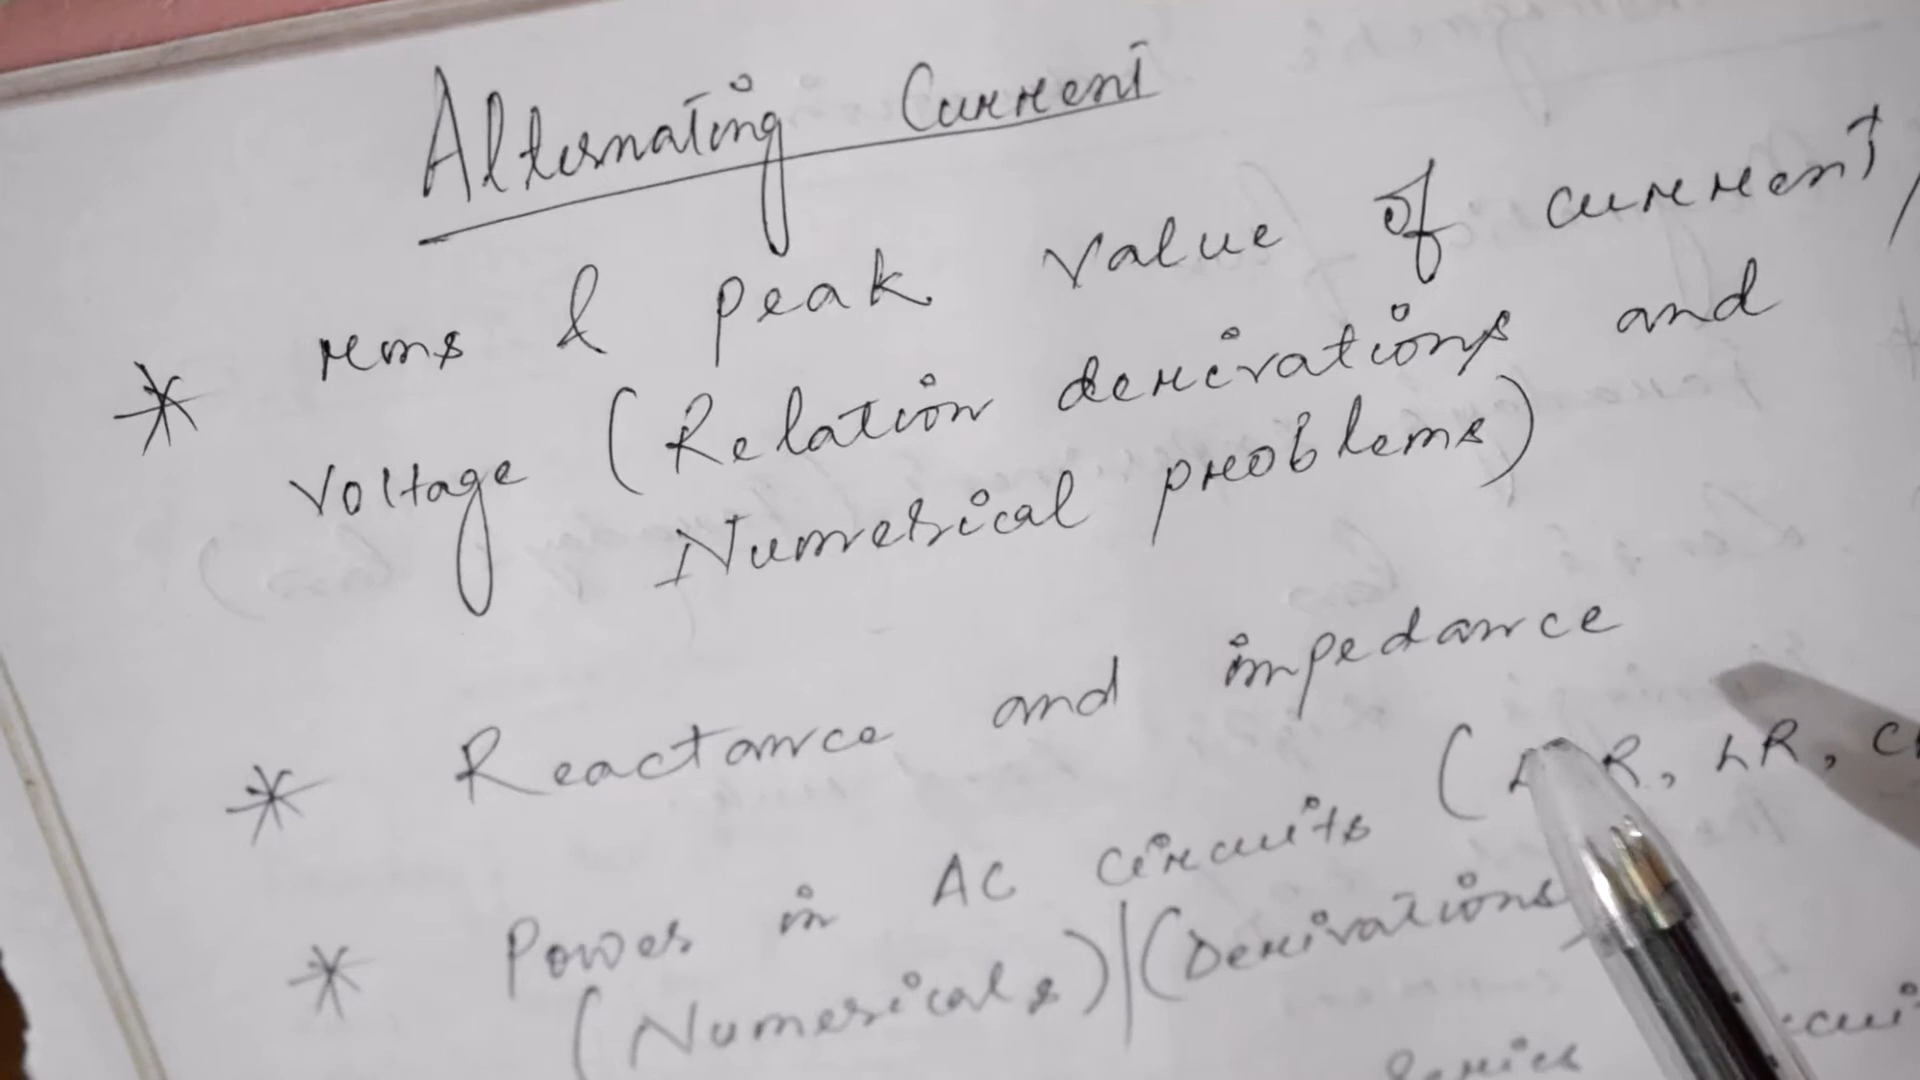 Alternating Current
* rms & peak value of current,
voltage (Relation derivations and
Numerical problems)
* Reactance and impedance
* Power in AC circuits ( R, LR,
(Numericals) | (Derivations
Series